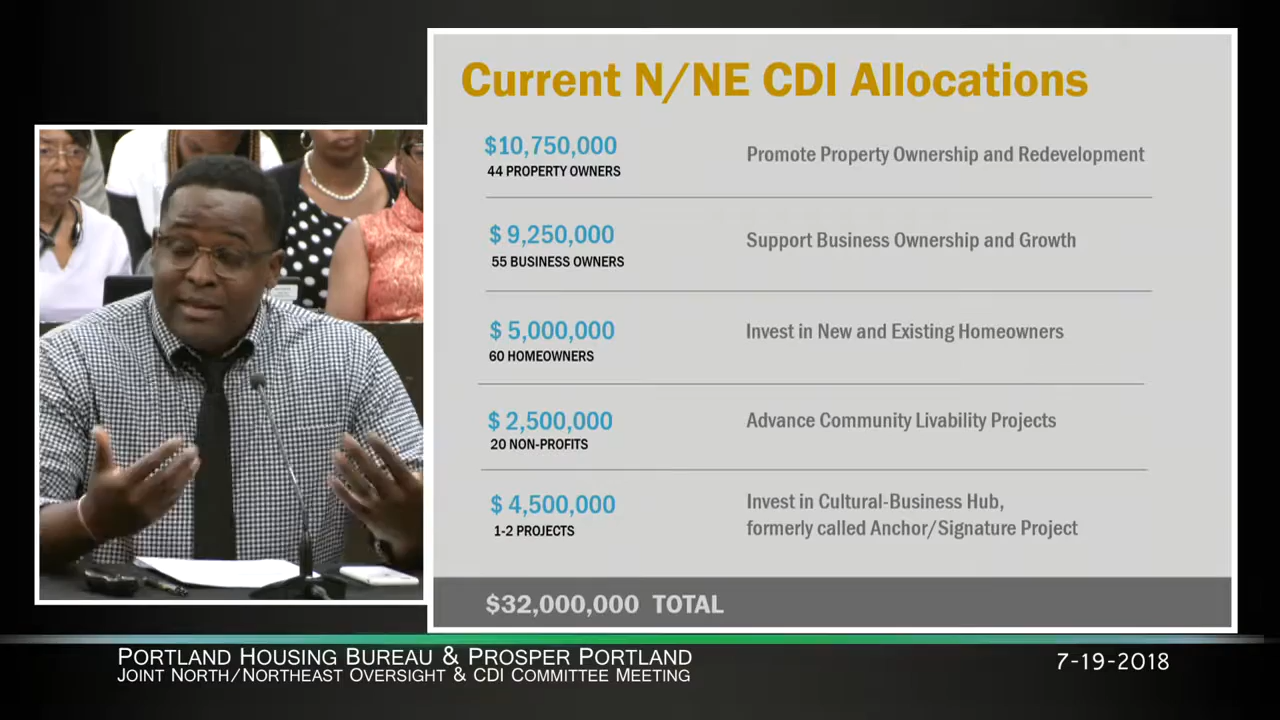 Current N/NE CDI Allocations
$10,750,000
44 PROPERTY OWNERS
Promote Property Ownership and Redevelopment
$ 9,250,000
55 BUSINESS OWNERS
Support Business Ownership and Growth
$ 5,000,000
60 HOMEOWNERS
Invest in New and Existing Homeowners
$ 2,500,000
20 NON-PROFITS
Advance Community Livability Projects
$ 4,500,000
1-2 PROJECTS
Invest in Cultural-Business Hub,
formerly called Anchor/Signature Project
$32,000,000 TOTAL
PORTLAND HOUSING BUREAU & PROSPER PORTLAND
JOINT NORTH/NORTHEAST OVERSIGHT & CDI COMMITTEE MEETING
7-19-2018